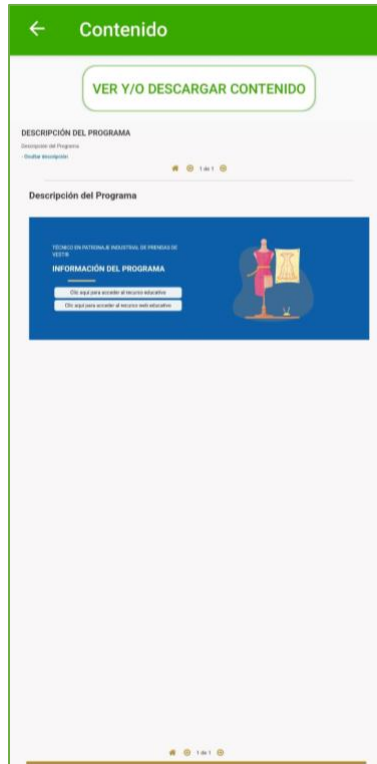 Contenido
VER Y/O DESCARGAR CONTENIDO
DESCRIPCIÓN DEL PROGRAMA
Descripción del Programa
- Ocultar descripción
1 de 1
Descripción del Programa
TÉCNICO EN PATRONAJE INDUSTRIAL DE PRENDAS DE
VESTIR
INFORMACIÓN DEL PROGRAMA
Clic aquí para acceder al recurso educativo
Clic aquí para acceder al recurso web educativo
1 de 1